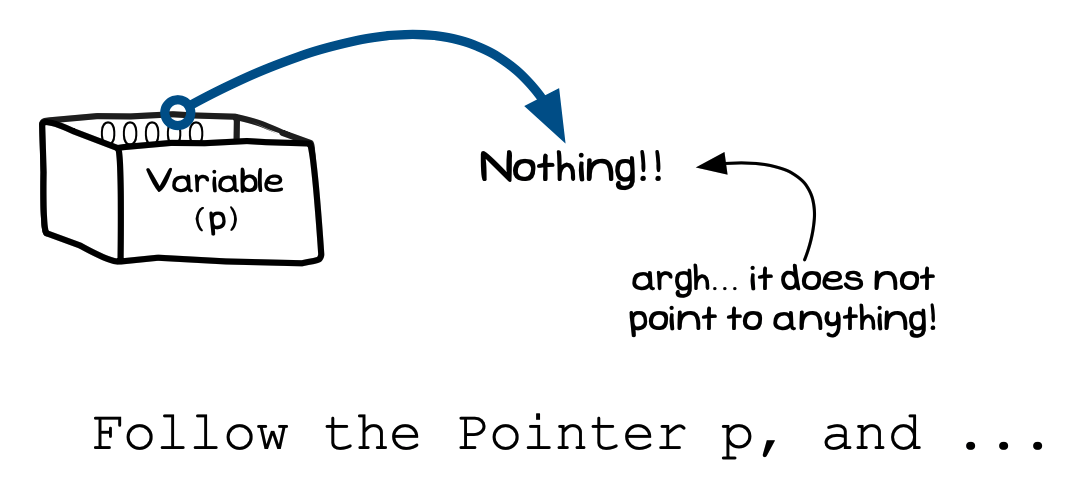 00000
Variable
(p)
Nothing!!
argh... it does not
point to anything!
Follow the Pointer p, and ...